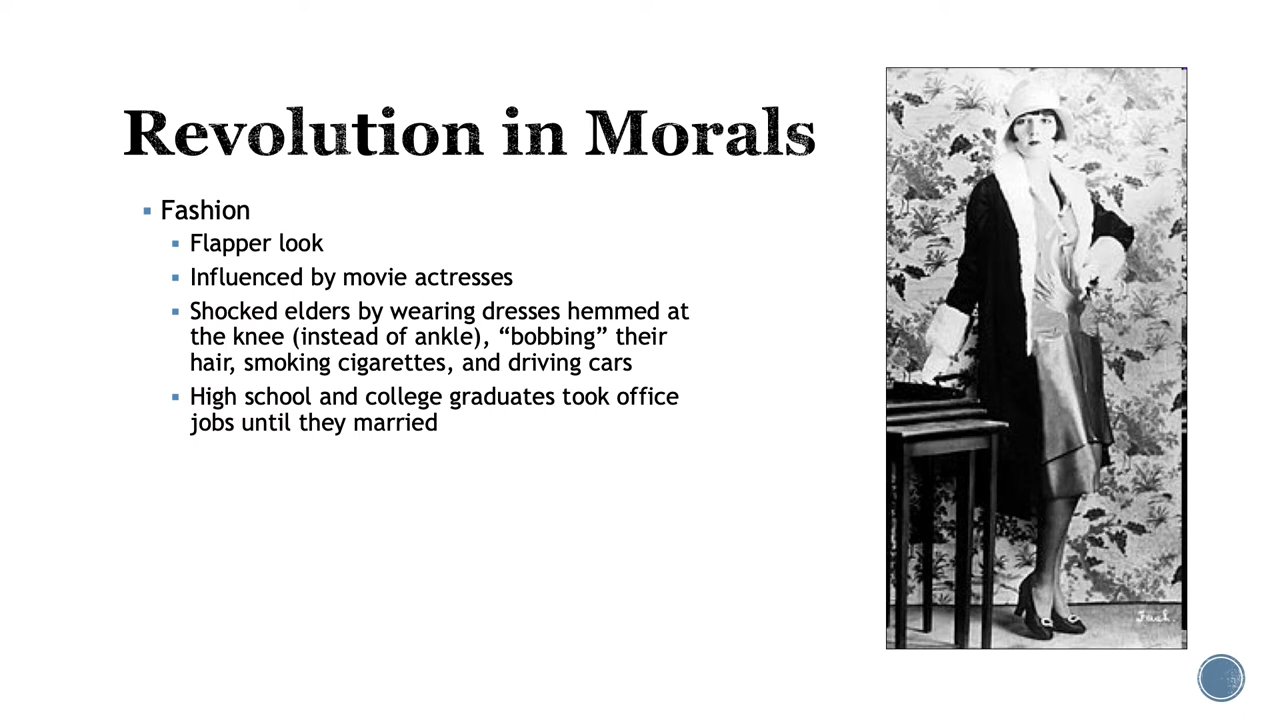 Revolution in Morals
▪ Fashion
▪ Flapper look
▪ Influenced by movie actresses
▪ Shocked elders by wearing dresses hemmed at
the knee (instead of ankle), “bobbing” their
hair, smoking cigarettes, and driving cars
▪ High school and college graduates took office
jobs until they married